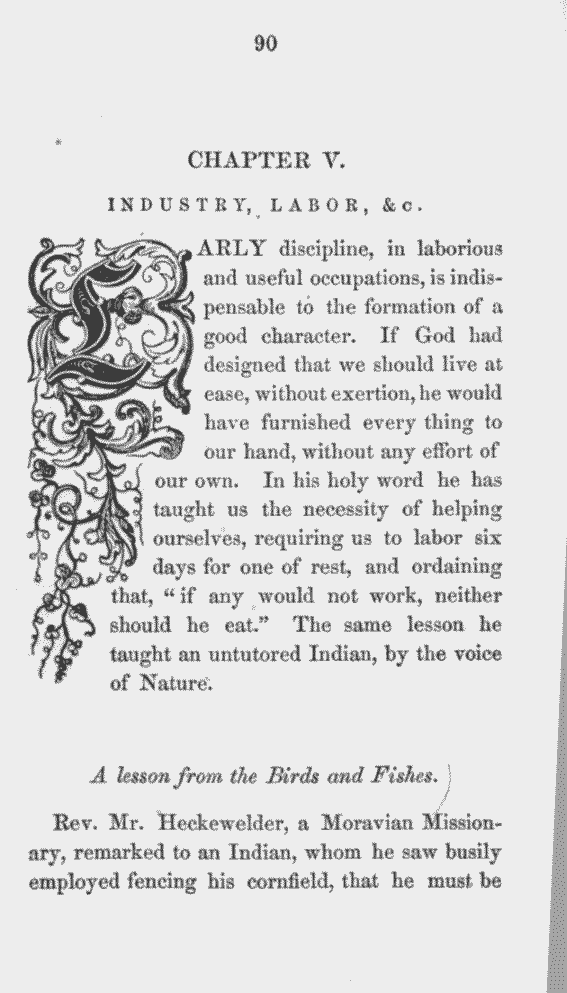 90
CHAPTER V.
INDUSTRY, LABOR, &c.
EARLY discipline, in laborious
and useful occupations, is indis-
pensable to the formation of a
good character. If God had
designed that we should live at
ease, without exertion, he would
have furnished every thing to
our hand, without any effort of
our own. In his holy word he has
taught us the necessity of helping
ourselves, requiring us to labor six
days for one of rest, and ordaining
that, “if any would not work, neither
should he eat.” The same lesson he
taught an untutored Indian, by the voice
of Nature.
A lesson from the Birds and Fishes.
Rev. Mr. Heckewelder, a Moravian Mission-
ary, remarked to an Indian, whom he saw busily
employed fencing his cornfield, that he must be